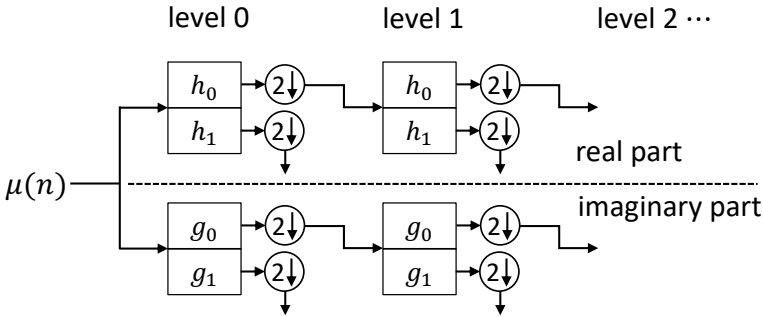 level 0 level 1 level 2 ⋯
h₀ 2↓ h₀ 2↓
h₁ 2↓ h₁ 2↓
real part
μ(n)
imaginary part
g₀ 2↓ g₀ 2↓
g₁ 2↓ g₁ 2↓